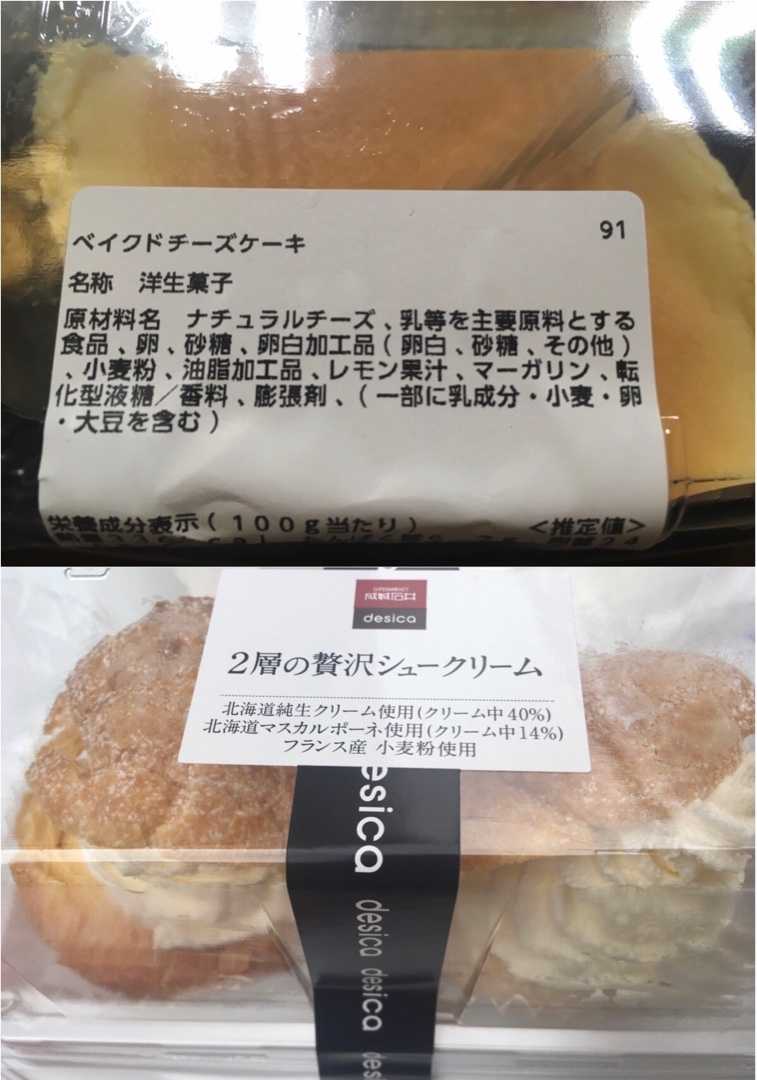 ベイクドチーズケーキ
91
名称 洋生菓子
原材料名 ナチュラルチーズ、乳等を主要原料とする
食品、卵、砂糖、卵白加工品(卵白、砂糖、その他)
、小麦粉、油脂加工品、レモン果汁、マーガリン、転
化型液糖/香料、膨張剤、(一部に乳成分・小麦・卵
・大豆を含む)
栄養成分表示(100g当たり) <推定値>
SUPERMARKET
成城石井
desica
2層の贅沢シュークリーム
北海道純生クリーム使用(クリーム中40%)
北海道マスカルポーネ使用(クリーム中14%)
フランス産 小麦粉使用
desica
desica
desica
des